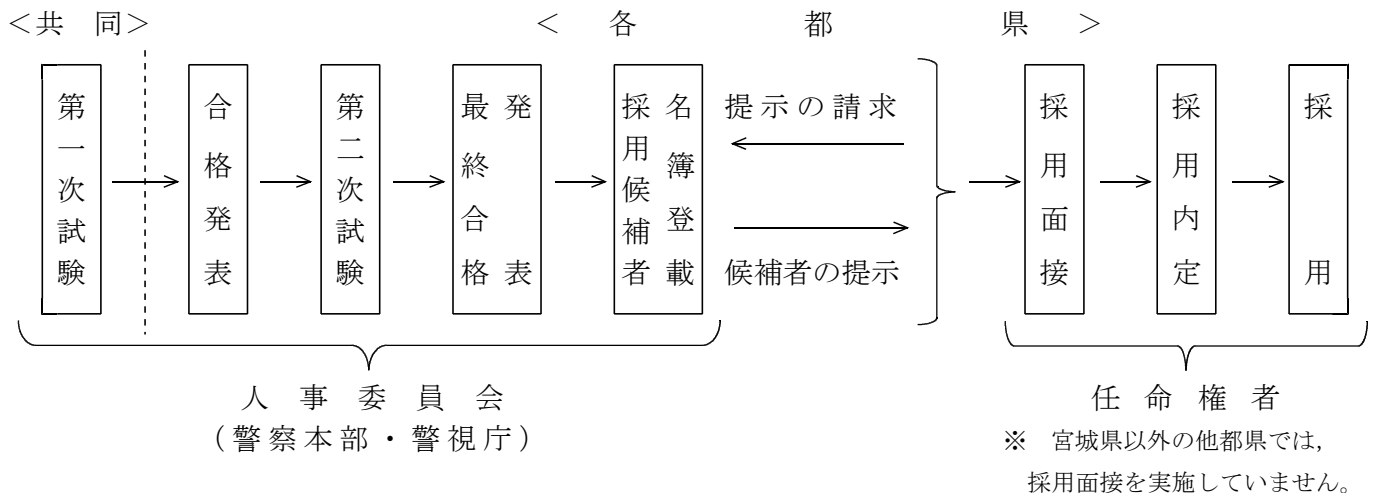 ＜共　同＞
＜　各　都　県　＞
第一次試験
合格発表
第二次試験
最終合格
発表
採用候補者
名簿登載
提示の請求
候補者の提示
採用面接
採用内定
採用
人事委員会
（警察本部・警視庁）
任命権者
※　宮城県以外の他都県では，
採用面接を実施していません。